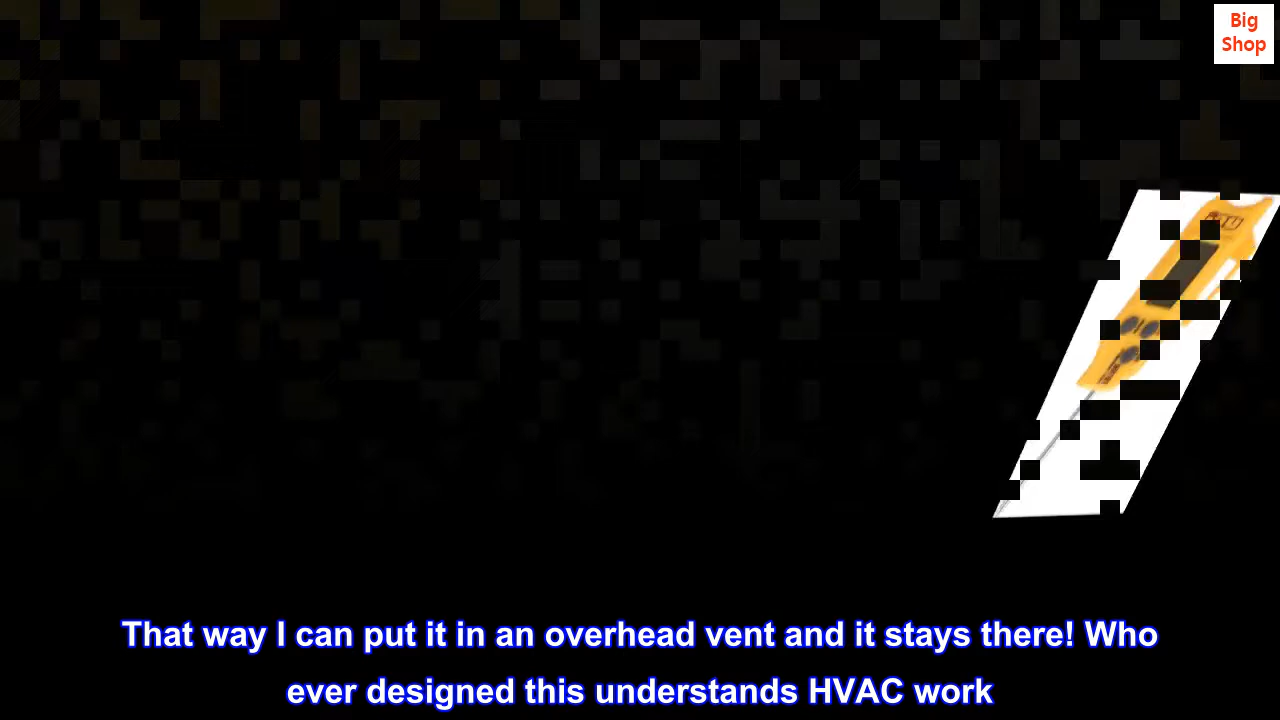 Big
Shop
That way I can put it in an overhead vent and it stays there! Who
ever designed this understands HVAC work